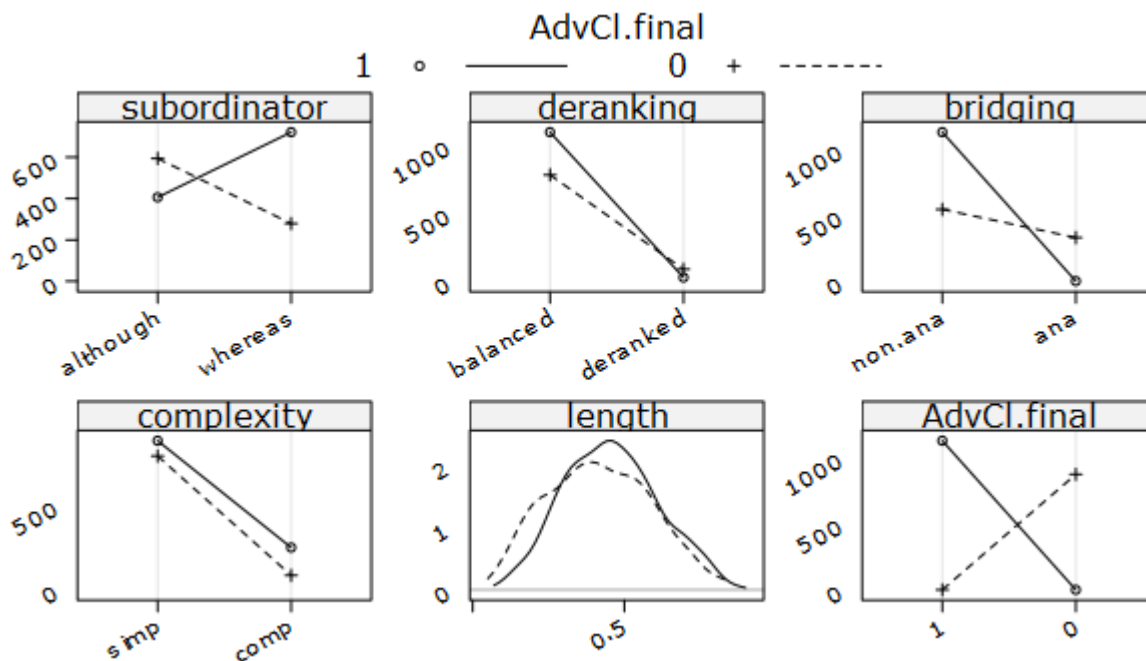 AdvCl.final
1 0
subordinator deranking bridging
600 400 200 0
1000 500 0
1000 500 0
although whereas
balanced deranked
non.ana ana
complexity length AdvCl.final
500 0
2 1 0
1000 500 0
simp comp
0.5
1 0